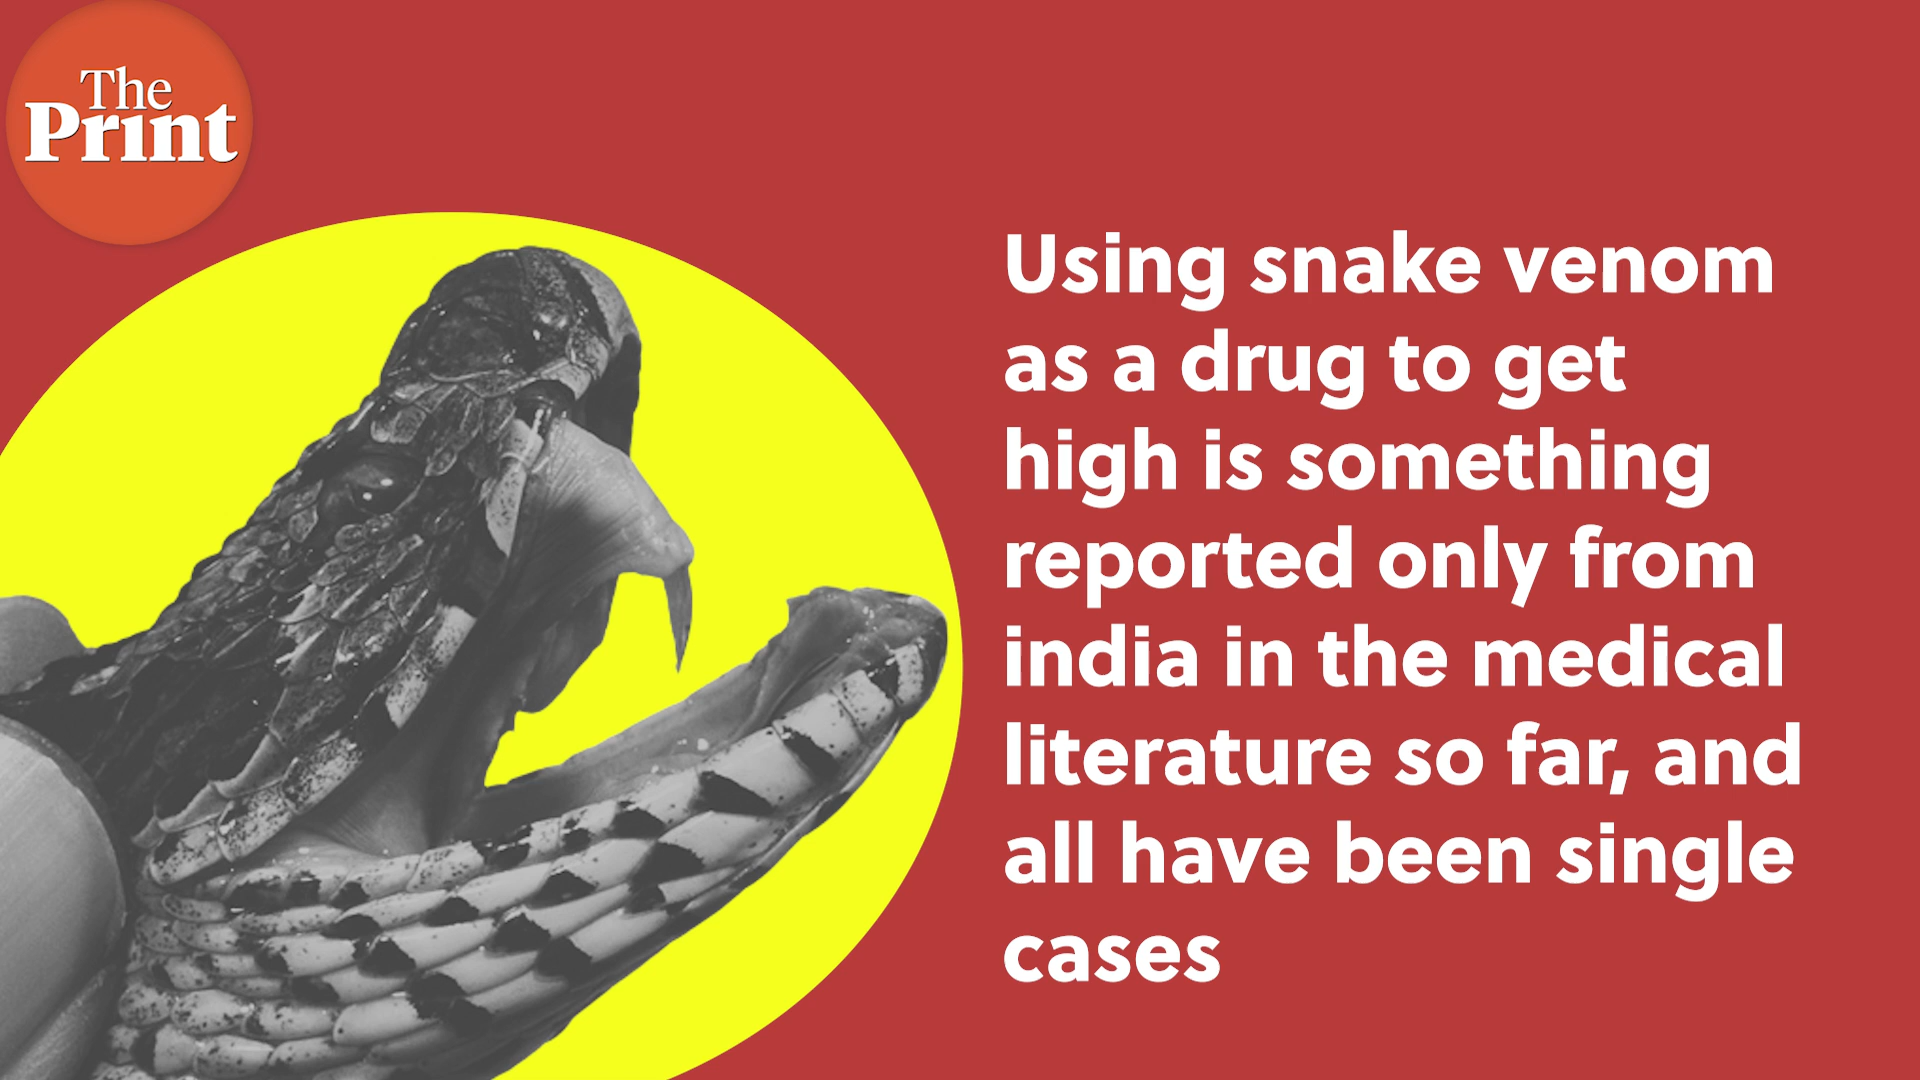 The
Print
Using snake venom
as a drug to get
high is something
reported only from
india in the medical
literature so far, and
all have been single
cases